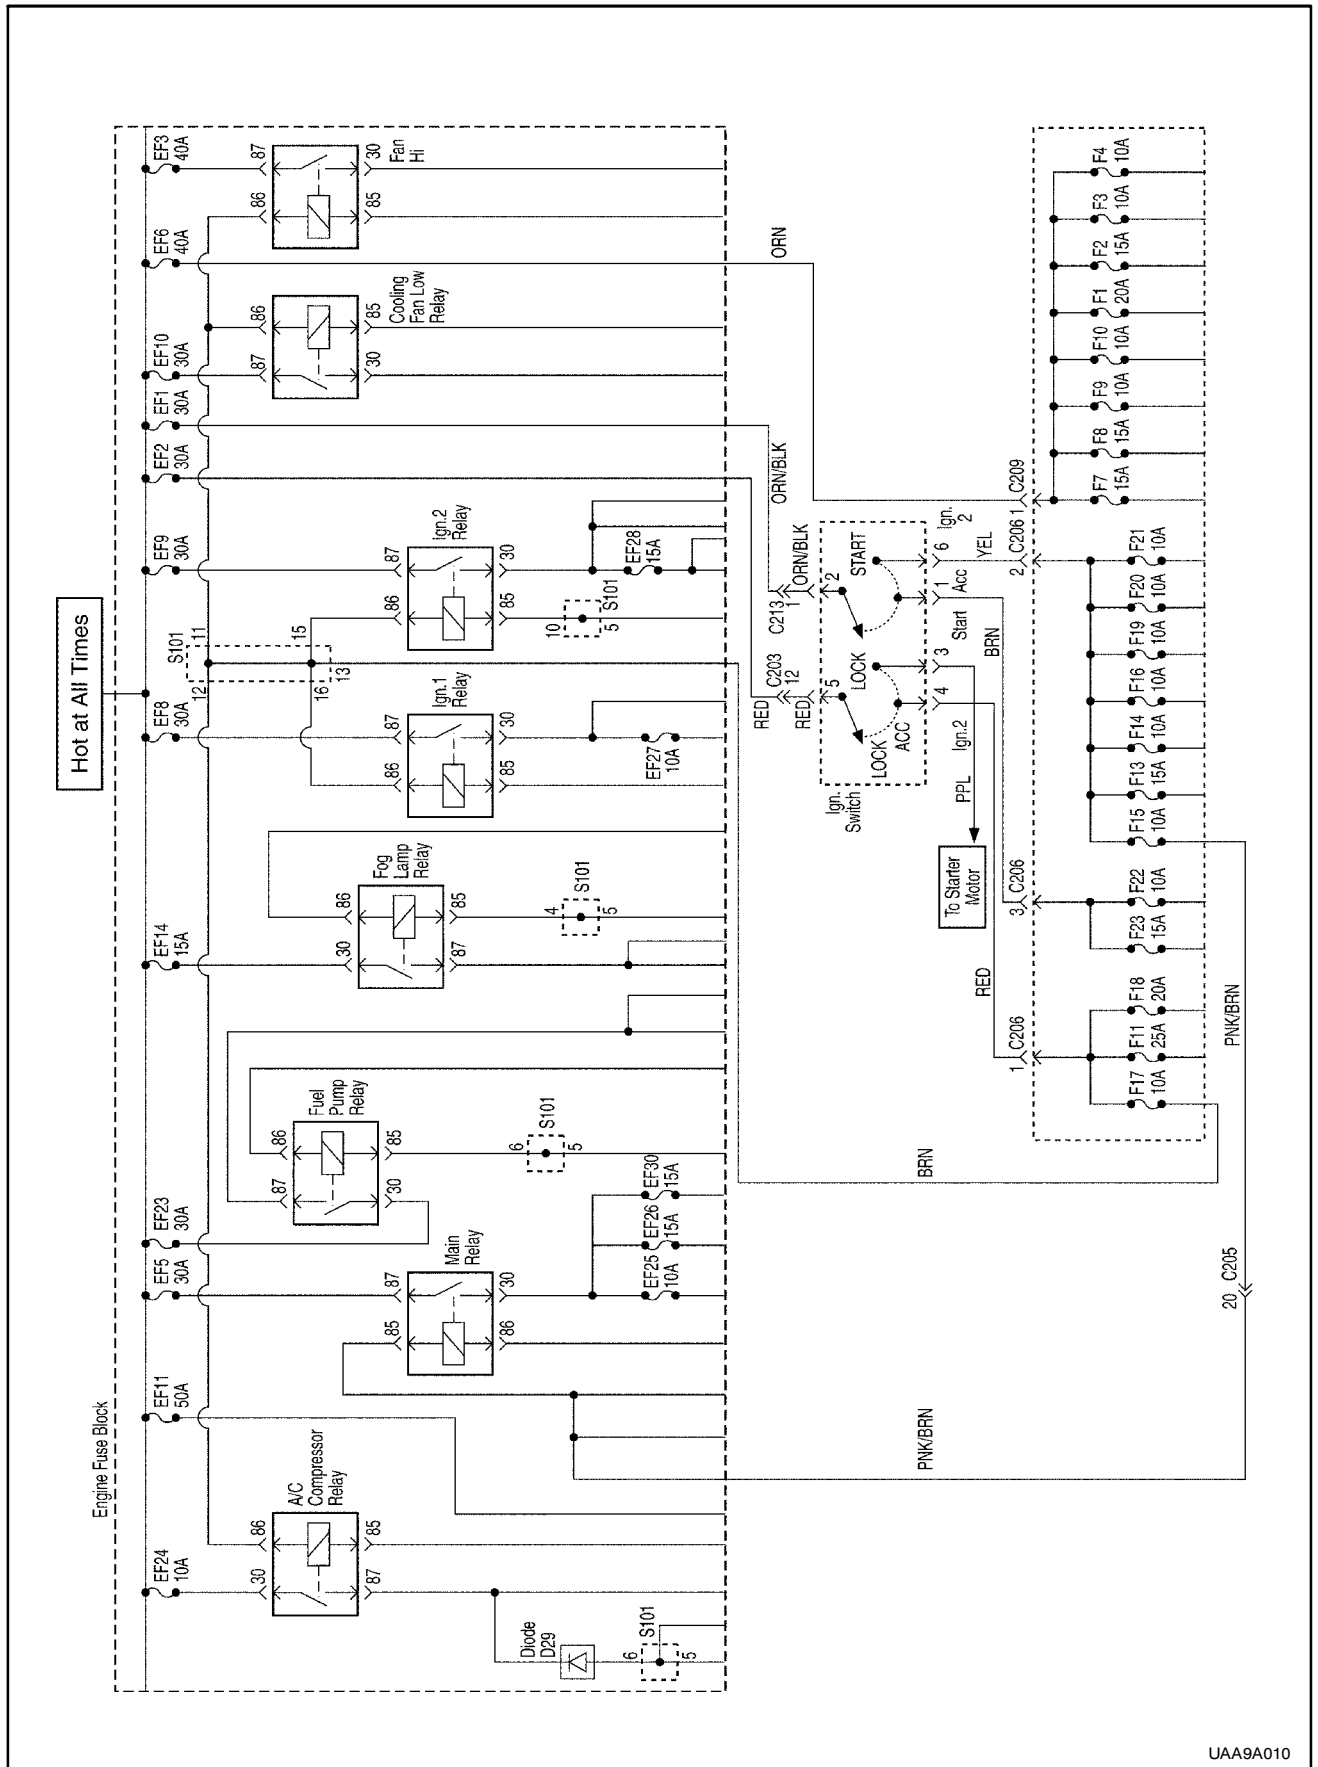 Hot at All Times
Engine Fuse Block
EF24
10A
EF11
50A
EF5
30A
EF23
30A
EF14
15A
EF8
30A
EF9
30A
EF2
30A
EF1
30A
EF10
30A
EF6
40A
EF3
40A
S101
12
11
16
15
13
30
86
A/C
Compressor
Relay
87
85
Diode
D29
6
S101
5
85
87
Main
Relay
86
30
EF25
10A
EF26
15A
EF30
15A
87
86
Fuel
Pump
Relay
30
85
6
S101
5
30
86
Fog
Lamp
Relay
87
85
4
S101
5
86
87
Ign.1
Relay
85
30
EF27
10A
86
87
Ign.2
Relay
85
30
10
S101
5
EF28
15A
87
86
Cooling
Fan Low
Relay
30
85
86
87
Fan
Hi
85
30
ORN
ORN/BLK
ORN/BLK
C213
1
RED
C203
12
RED
Ign.
Switch
5
2
LOCK
ACC
LOCK
START
4
3
1
6
Ign.2
Start
Acc
Ign.
2
PPL
BRN
YEL
To Starter
Motor
RED
1
C206
3
C206
2
C206
1
C209
F17
10A
F11
25A
F18
20A
F23
15A
F22
10A
F15
10A
F13
15A
F14
10A
F16
10A
F19
10A
F20
10A
F21
10A
F7
15A
F8
15A
F9
10A
F10
10A
F1
20A
F2
15A
F3
10A
F4
10A
BRN
PNK/BRN
PNK/BRN
20
C205
UAA9A010